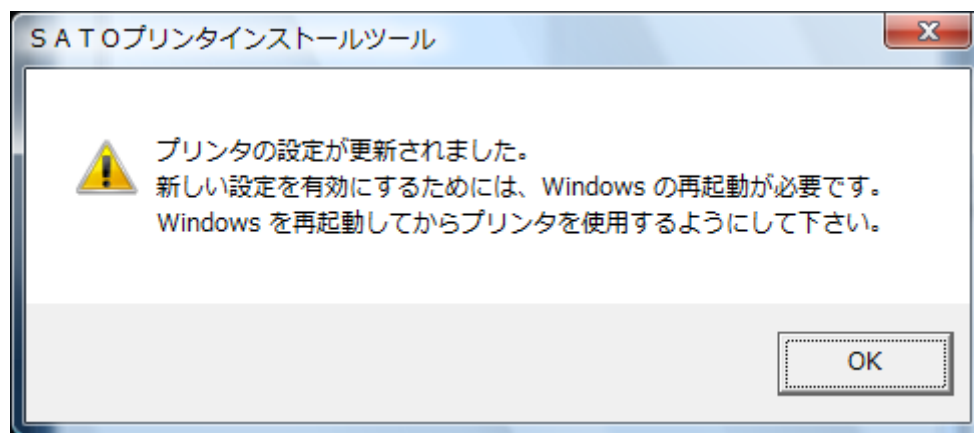 ＳＡＴＯプリンタインストールツール
プリンタの設定が更新されました。
新しい設定を有効にするためには、Windows の再起動が必要です。
Windows を再起動してからプリンタを使用するようにして下さい。
OK